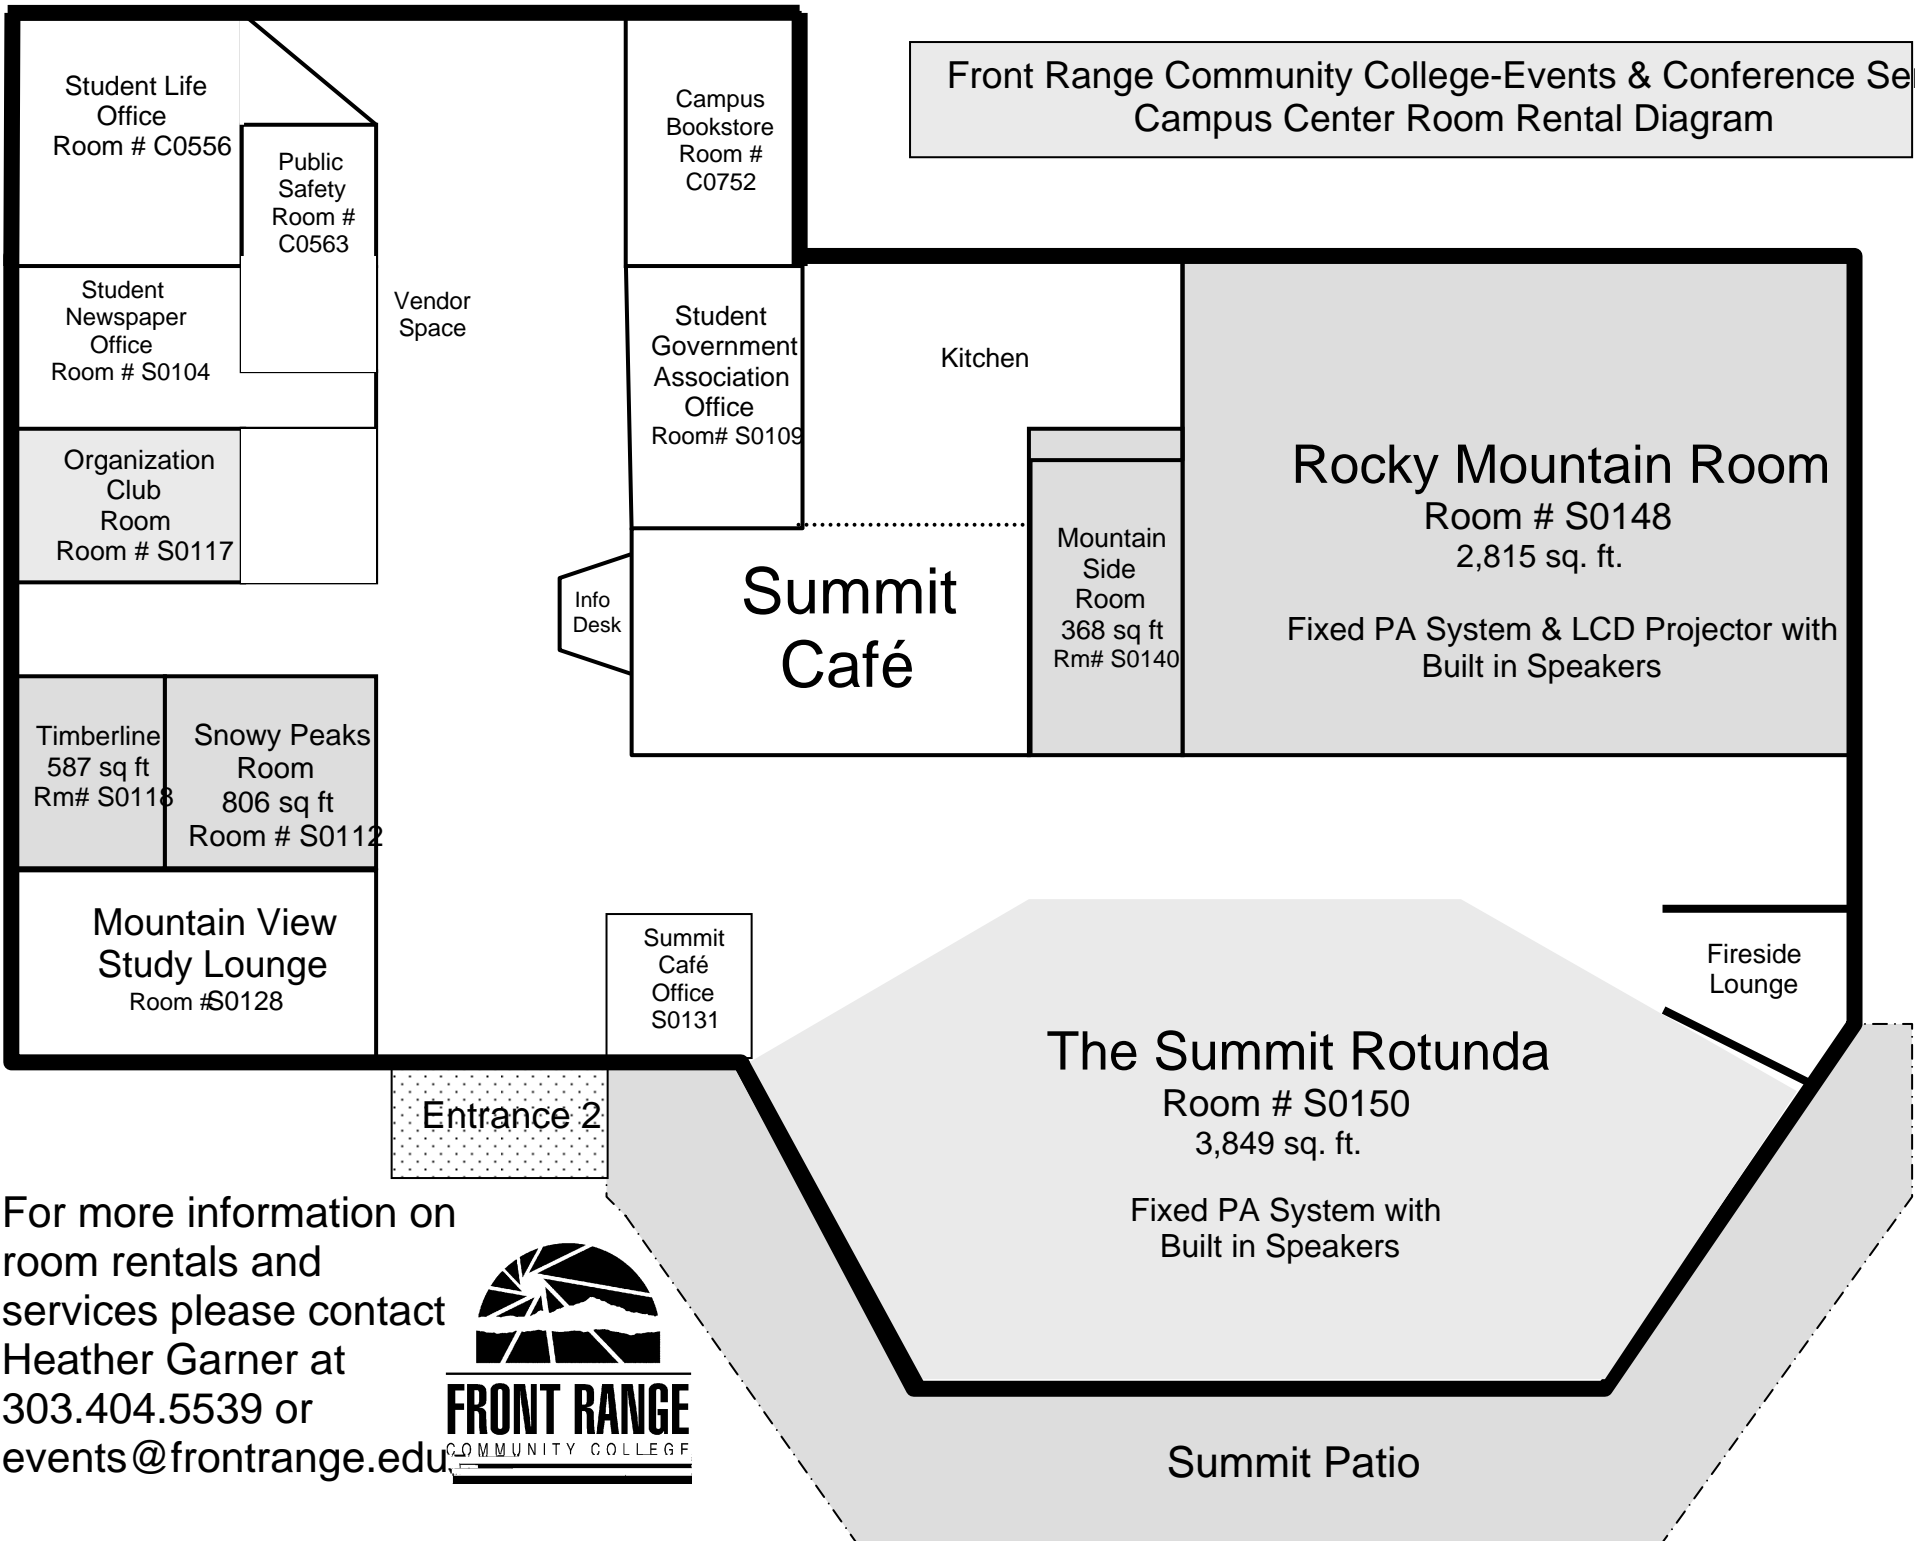 Front Range Community College-Events & Conference Ser
Campus Center Room Rental Diagram
Student Life
Office
Room # C0556
Public
Safety
Room #
C0563
Campus
Bookstore
Room #
C0752
Student
Newspaper
Office
Room # S0104
Vendor
Space
Student
Government
Association
Office
Room# S0109
Kitchen
Organization
Club
Room
Room # S0117
Rocky Mountain Room
Room # S0148
2,815 sq. ft.
Fixed PA System & LCD Projector with
Built in Speakers
Mountain
Side
Room
368 sq ft
Rm# S0140
Info
Desk
Summit
Café
Timberline
587 sq ft
Rm# S0118
Snowy Peaks
Room
806 sq ft
Room # S0112
Mountain View
Study Lounge
Room #S0128
Summit
Café
Office
S0131
Fireside
Lounge
The Summit Rotunda
Room # S0150
3,849 sq. ft.
Fixed PA System with
Built in Speakers
Entrance 2
For more information on
room rentals and
services please contact
Heather Garner at
303.404.5539 or
events@frontrange.edu.
FRONT RANGE
COMMUNITY COLLEGE
Summit Patio